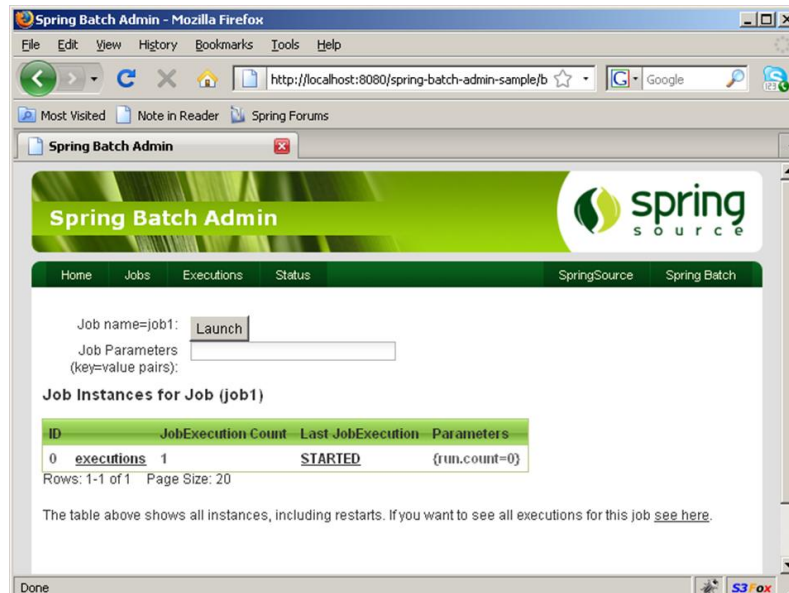 Spring Batch Admin - Mozilla Firefox
File Edit View History Bookmarks Tools Help
http://localhost:8080/spring-batch-admin-sample/b G Google
Most Visited Note in Reader Spring Forums
Spring Batch Admin
Spring Batch Admin
spring
source
Home Jobs Executions Status SpringSource Spring Batch
Job name=job1: Launch
Job Parameters
(key=value pairs):
Job Instances for Job (job1)
ID JobExecution Count Last JobExecution Parameters
0 executions 1 STARTED {run.count=0}
Rows: 1-1 of 1 Page Size: 20
The table above shows all instances, including restarts. If you want to see all executions for this job see here.
Done S3Fox